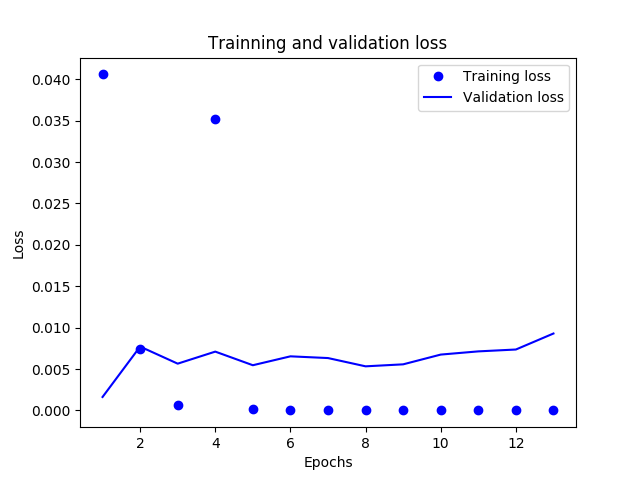 Trainning and validation loss
Training loss
Validation loss
0.040
0.035
0.030
0.025
0.020
0.015
0.010
0.005
0.000
Loss
2 4 6 8 10 12
Epochs